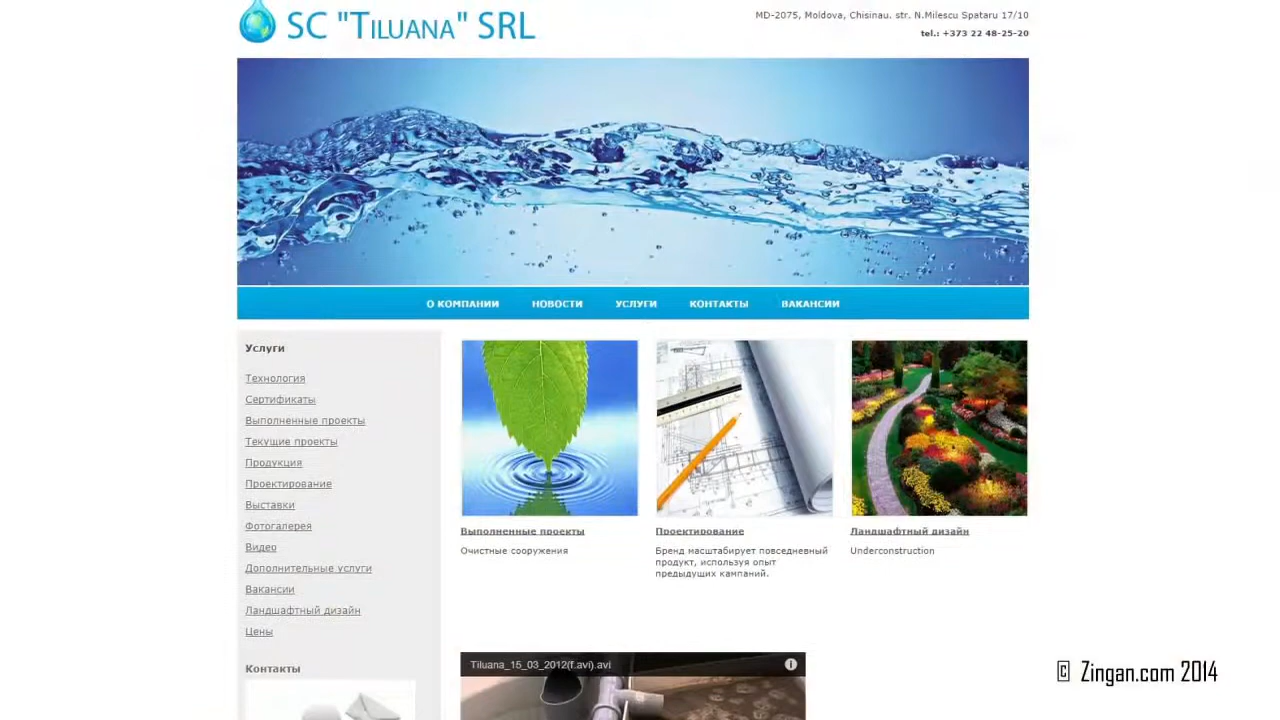 SC "TILUANA" SRL
MD-2075, Moldova, Chisinau. str. N.Milescu Spataru 17/10
tel.: +373 22 48-25-20
О КОМПАНИИ НОВОСТИ УСЛУГИ КОНТАКТЫ ВАКАНСИИ
Услуги
Технология
Сертификаты
Выполненные проекты
Текущие проекты
Продукция
Проектирование
Выставки
Фотогалерея
Видео
Дополнительные услуги
Вакансии
Ландшафтный дизайн
Цены
Контакты
Выполненные проекты
Очистные сооружения
Проектирование
Бренд масштабирует повседневный
продукт, используя опыт
предыдущих кампаний.
Ландшафтный дизайн
Underconstruction
Tiluana_15_03_2012(f.avi).avi
© Zingan.com 2014